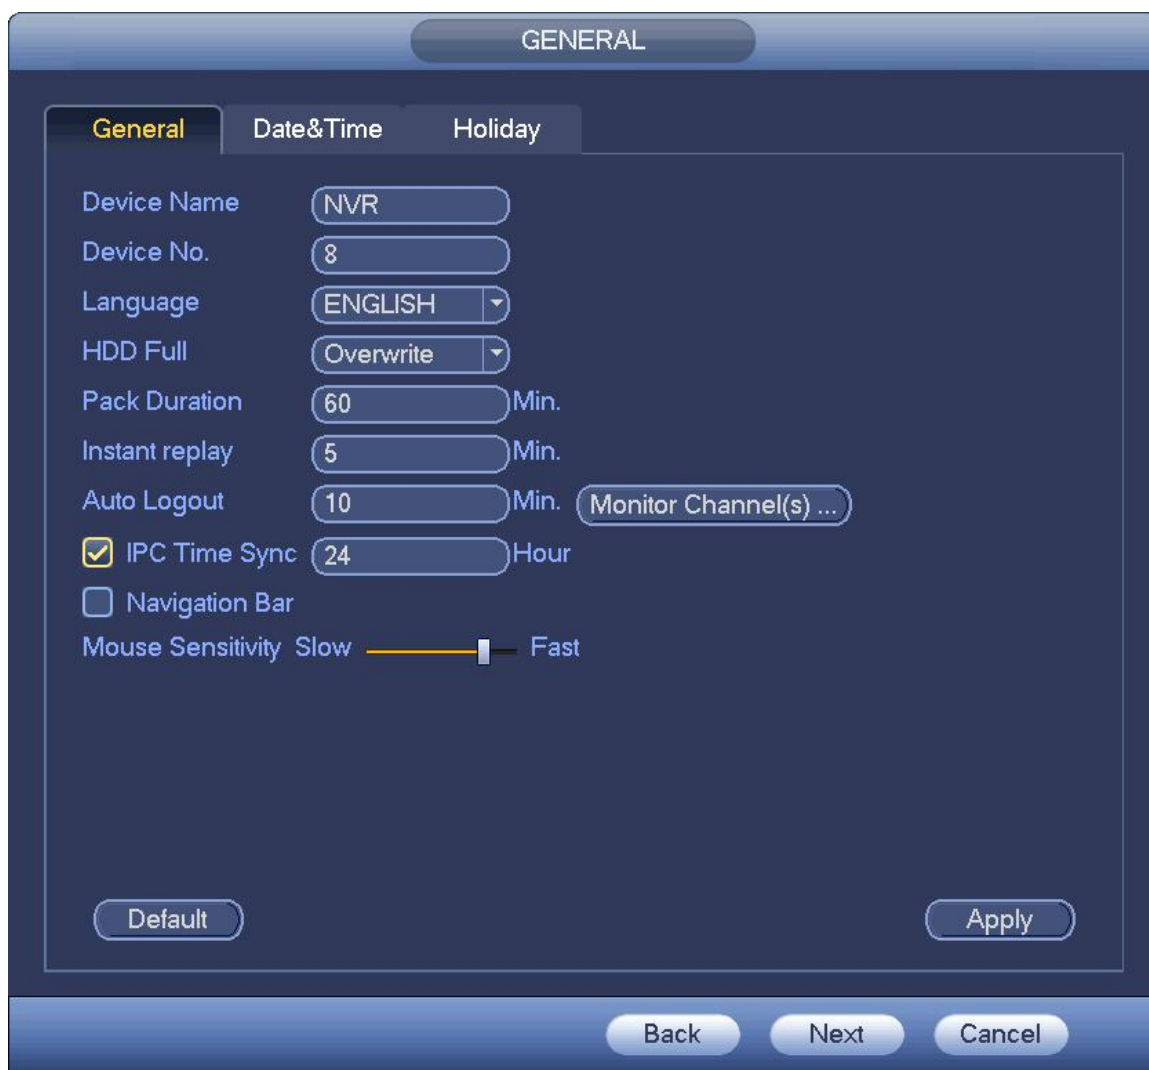 GENERAL
General Date&Time Holiday
Device Name NVR
Device No. 8
Language ENGLISH
HDD Full Overwrite
Pack Duration 60 Min.
Instant replay 5 Min.
Auto Logout 10 Min. Monitor Channel(s) ...
IPC Time Sync 24 Hour
Navigation Bar
Mouse Sensitivity Slow Fast
Default Apply
Back Next Cancel